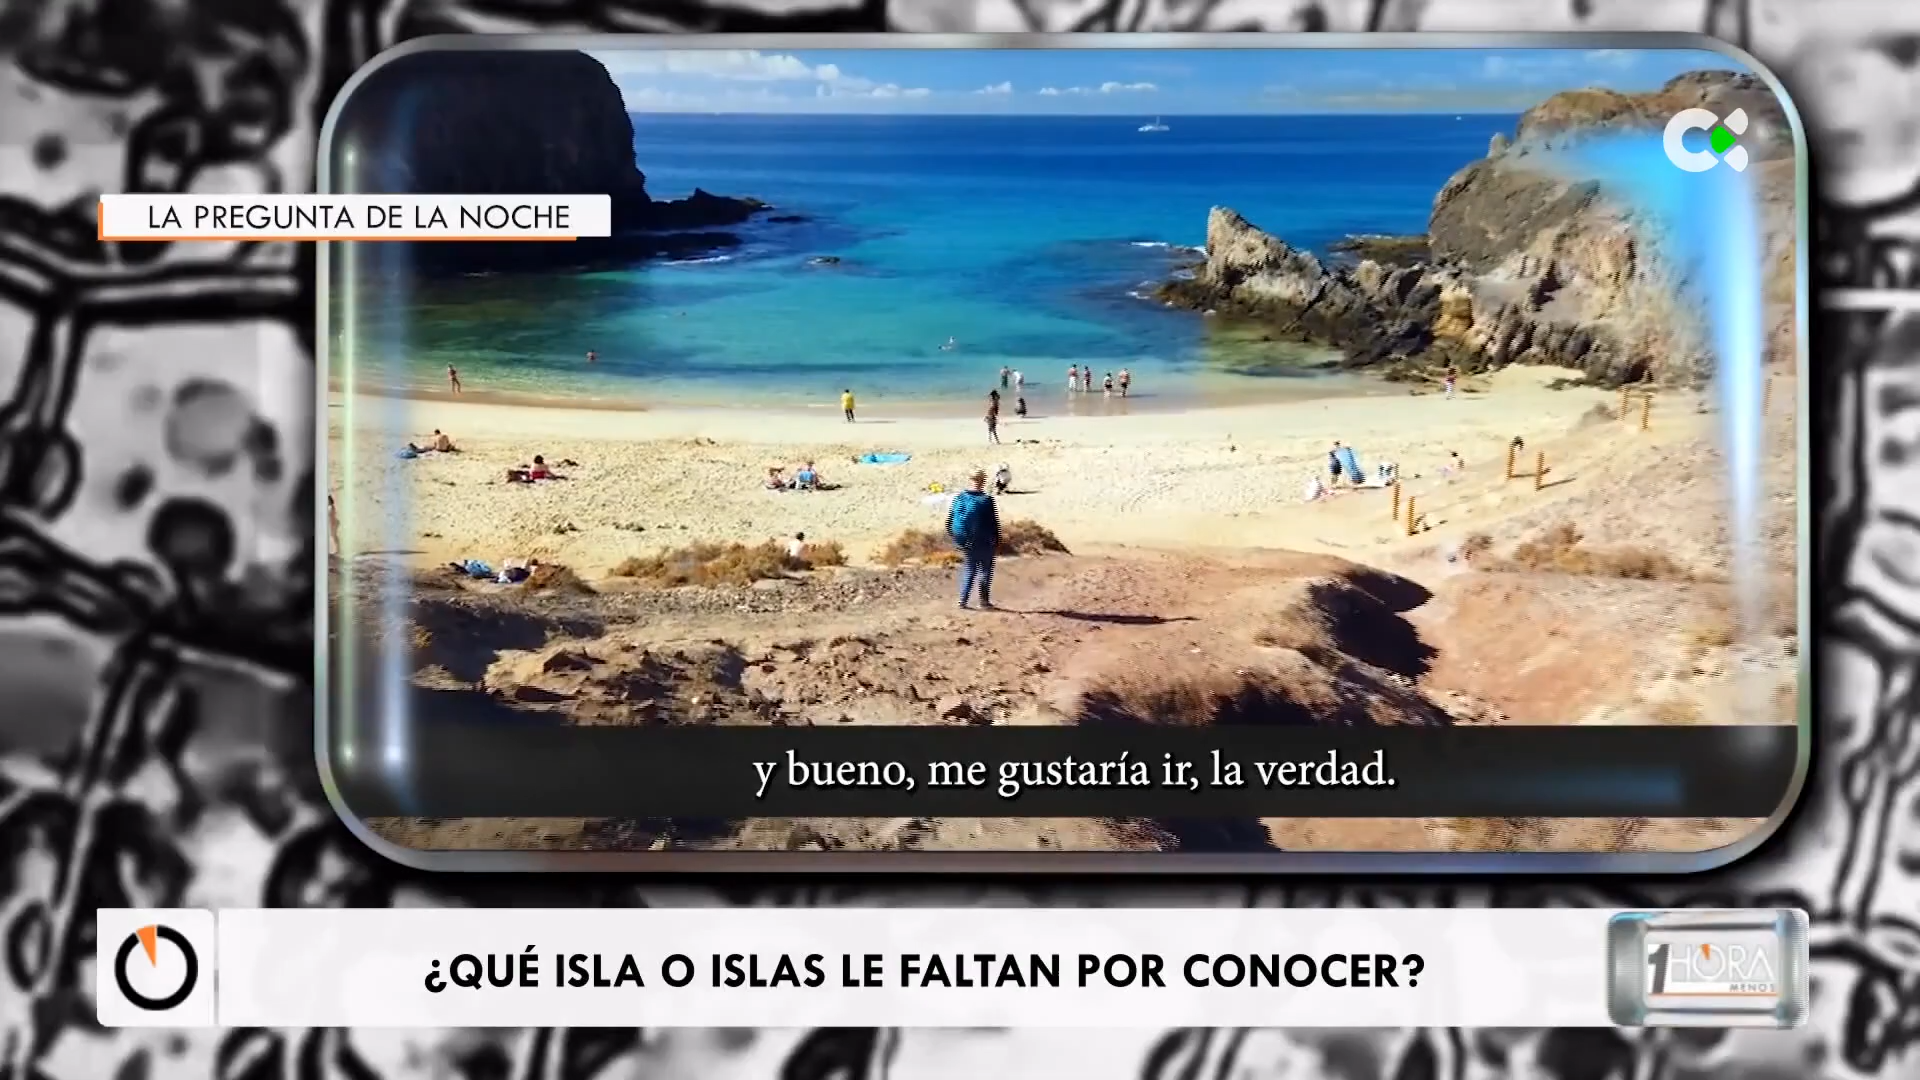 LA PREGUNTA DE LA NOCHE
y bueno, me gustaría ir, la verdad.
¿QUÉ ISLA O ISLAS LE FALTAN POR CONOCER?
1HORA
MENOS